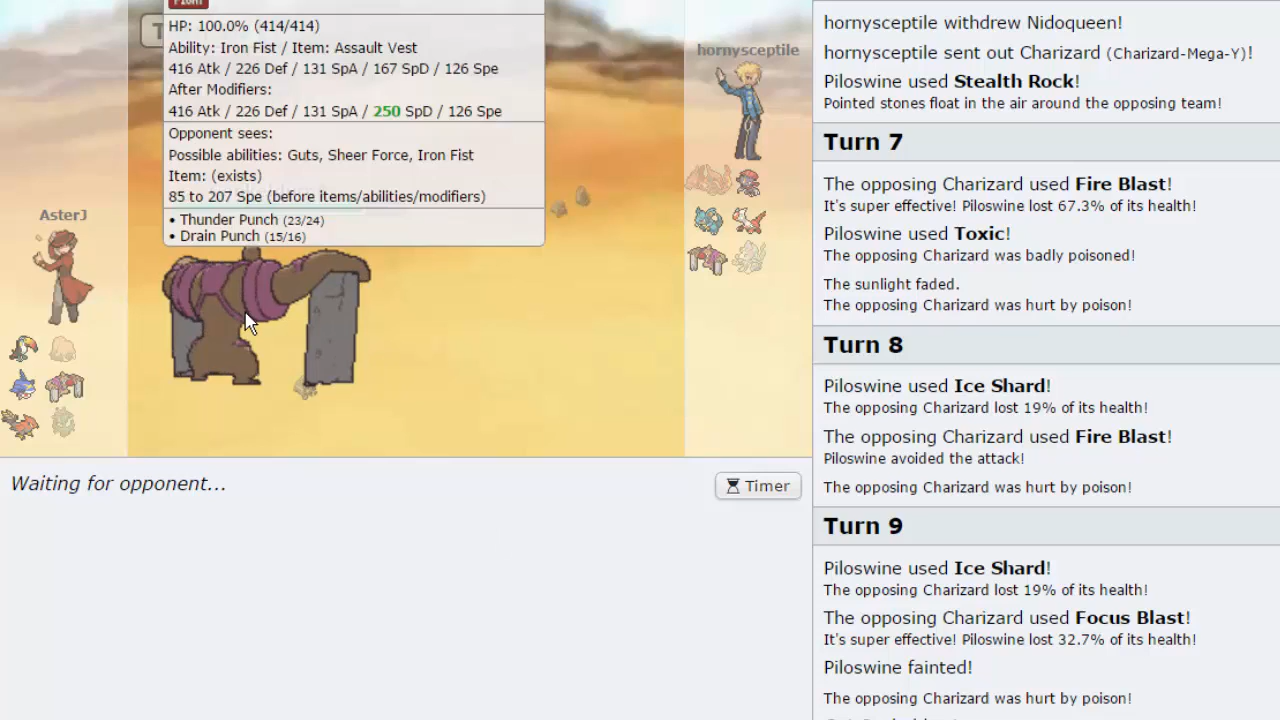 FIGHT
HP: 100.0% (414/414)
Ability: Iron Fist / Item: Assault Vest
416 Atk / 226 Def / 131 SpA / 167 SpD / 126 Spe
After Modifiers:
416 Atk / 226 Def / 131 SpA / 250 SpD / 126 Spe
Opponent sees:
Possible abilities: Guts, Sheer Force, Iron Fist
Item: (exists)
85 to 207 Spe (before items/abilities/modifiers)
• Thunder Punch (23/24)
• Drain Punch (15/16)
AsterJ
hornysceptile
Waiting for opponent...
Timer
hornysceptile withdrew Nidoqueen!
hornysceptile sent out Charizard (Charizard-Mega-Y)!
Piloswine used Stealth Rock!
Pointed stones float in the air around the opposing team!
Turn 7
The opposing Charizard used Fire Blast!
It's super effective! Piloswine lost 67.3% of its health!
Piloswine used Toxic!
The opposing Charizard was badly poisoned!
The sunlight faded.
The opposing Charizard was hurt by poison!
Turn 8
Piloswine used Ice Shard!
The opposing Charizard lost 19% of its health!
The opposing Charizard used Fire Blast!
Piloswine avoided the attack!
The opposing Charizard was hurt by poison!
Turn 9
Piloswine used Ice Shard!
The opposing Charizard lost 19% of its health!
The opposing Charizard used Focus Blast!
It's super effective! Piloswine lost 32.7% of its health!
Piloswine fainted!
The opposing Charizard was hurt by poison!